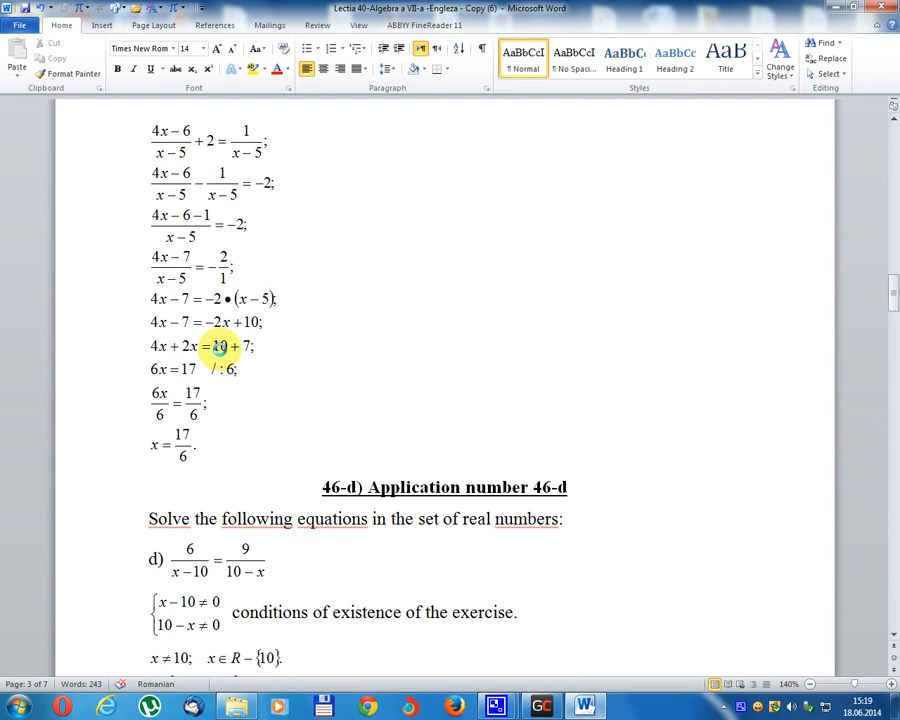 Lectia 40-Algebra a VII-a -Engleza - Copy (6) - Microsoft Word
File Home Insert Page Layout References Mailings Review View ABBYY FineReader 11
Cut
Copy
Format Painter
Paste
Clipboard
Times New Rom 14
Font
Paragraph
AaBbCcI AaBbCcI AaBbC AaBbCc AaB
¶ Normal ¶ No Spaci... Heading 1 Heading 2 Title
Change Styles
Styles
Find
Replace
Select
Editing
(4x − 6)/(x − 5) + 2 = 1/(x − 5);
(4x − 6)/(x − 5) − 1/(x − 5) = −2;
(4x − 6 − 1)/(x − 5) = −2;
(4x − 7)/(x − 5) = − 2/1;
4x − 7 = −2 • (x − 5);
4x − 7 = −2x + 10;
4x + 2x = 10 + 7;
6x = 17 / : 6;
6x/6 = 17/6;
x = 17/6.
46-d) Application number 46-d
Solve the following equations in the set of real numbers:
d) 6/(x − 10) = 9/(10 − x)
{x − 10 ≠ 0
{10 − x ≠ 0 conditions of existence of the exercise.
x ≠ 10; x ∈ R − {10}.
Page: 3 of 7 Words: 243 Romanian 140%
15:19
18.06.2014